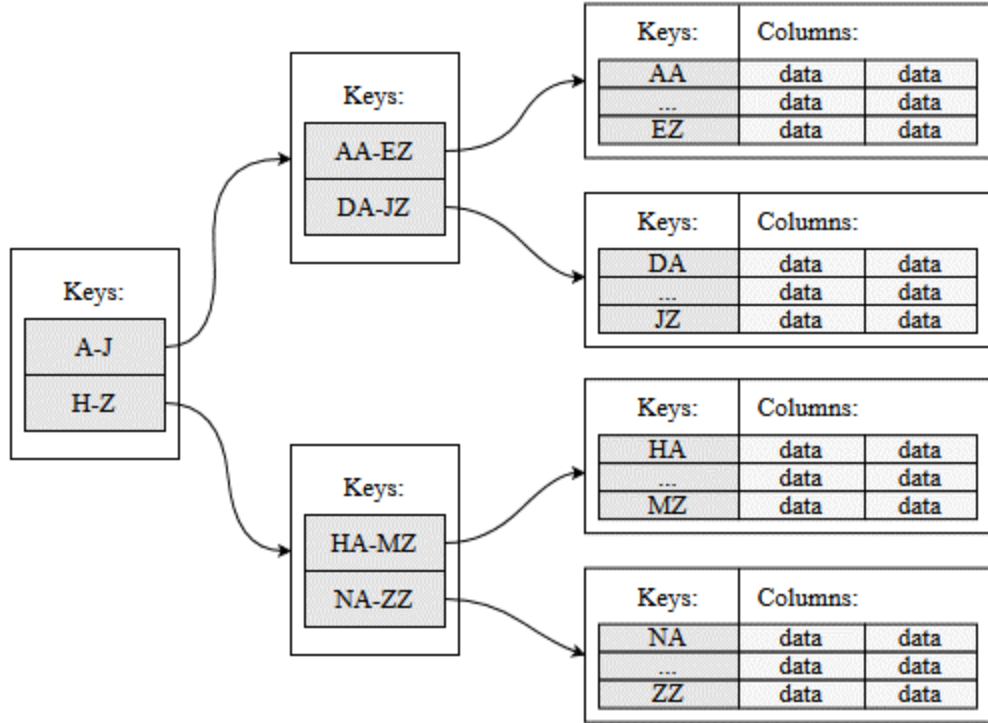 Keys:
A-J
H-Z
Keys:
AA-EZ
DA-JZ
Keys:
HA-MZ
NA-ZZ
Keys: Columns:
AA data data
... data data
EZ data data
Keys: Columns:
DA data data
... data data
JZ data data
Keys: Columns:
HA data data
... data data
MZ data data
Keys: Columns:
NA data data
... data data
ZZ data data